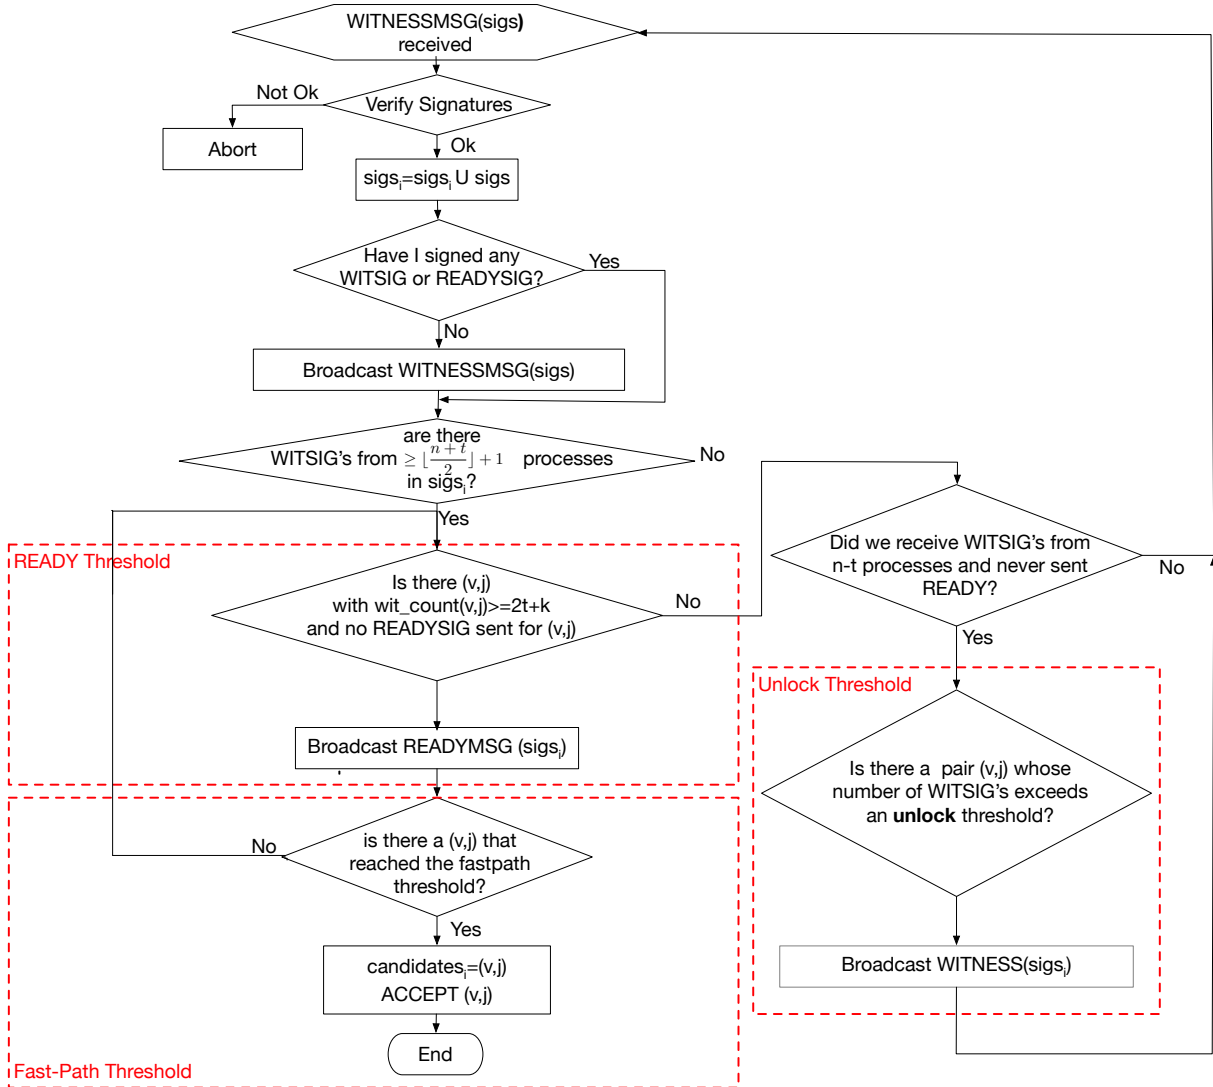 WITNESSMSG(sigs)
received
Not Ok
Verify Signatures
Abort
Ok
sigsᵢ=sigsᵢ U sigs
Have I signed any
WITSIG or READYSIG?
Yes
No
Broadcast WITNESSMSG(sigs)
are there
WITSIG's from ≥ ⌊(n + t)/2⌋ + 1 processes
in sigsᵢ?
No
Yes
READY Threshold
Is there (v,j)
with wit_count(v,j)>=2t+k
and no READYSIG sent for (v,j)
No
Broadcast READYMSG (sigsᵢ)
Did we receive WITSIG's from
n-t processes and never sent
READY?
No
Yes
Unlock Threshold
Is there a pair (v,j) whose
number of WITSIG's exceeds
an unlock threshold?
Broadcast WITNESS(sigsᵢ)
is there a (v,j) that
reached the fastpath
threshold?
No
Yes
candidatesᵢ=(v,j)
ACCEPT (v,j)
End
Fast-Path Threshold